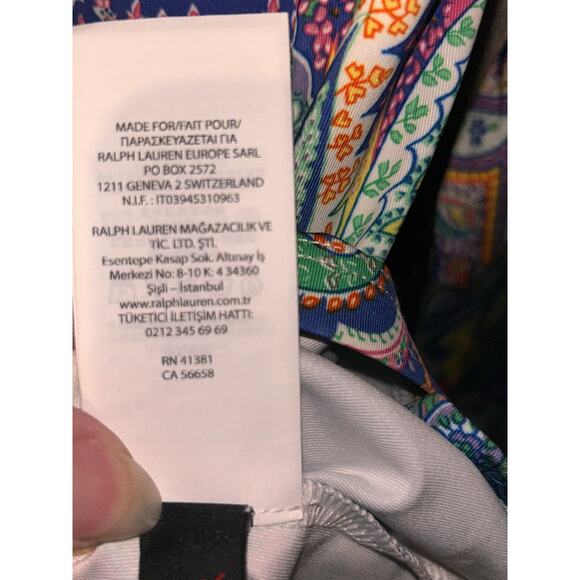 MADE FOR/FAIT POUR/
ΠΑΡΑΣΚΕΥΑΖΕΤΑΙ ΓΙΑ
RALPH LAUREN EUROPE SARL
PO BOX 2572
1211 GENEVA 2 SWITZERLAND
N.I.F. : IT03945310963
RALPH LAUREN MAĞAZACILIK VE
TİC. LTD. ŞTİ.
Esentepe Kasap Sok. Altınay İş
Merkezi No: 8-10 K: 4 34360
Şişli – İstanbul
www.ralphlauren.com.tr
TÜKETİCİ İLETİŞİM HATTI:
0212 345 69 69
RN 41381
CA 56658